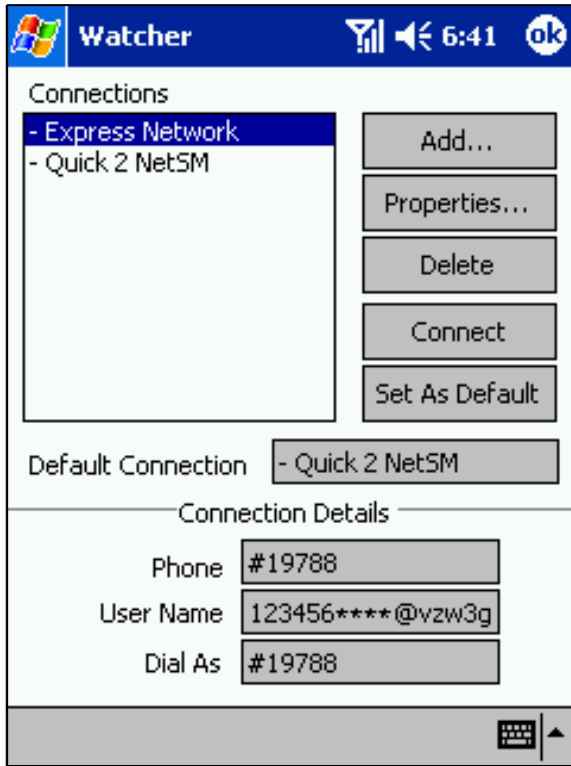 Watcher 6:41 ok
Connections
- Express Network
- Quick 2 NetSM
Add...
Properties...
Delete
Connect
Set As Default
Default Connection - Quick 2 NetSM
Connection Details
Phone #19788
User Name 123456****@vzw3g
Dial As #19788